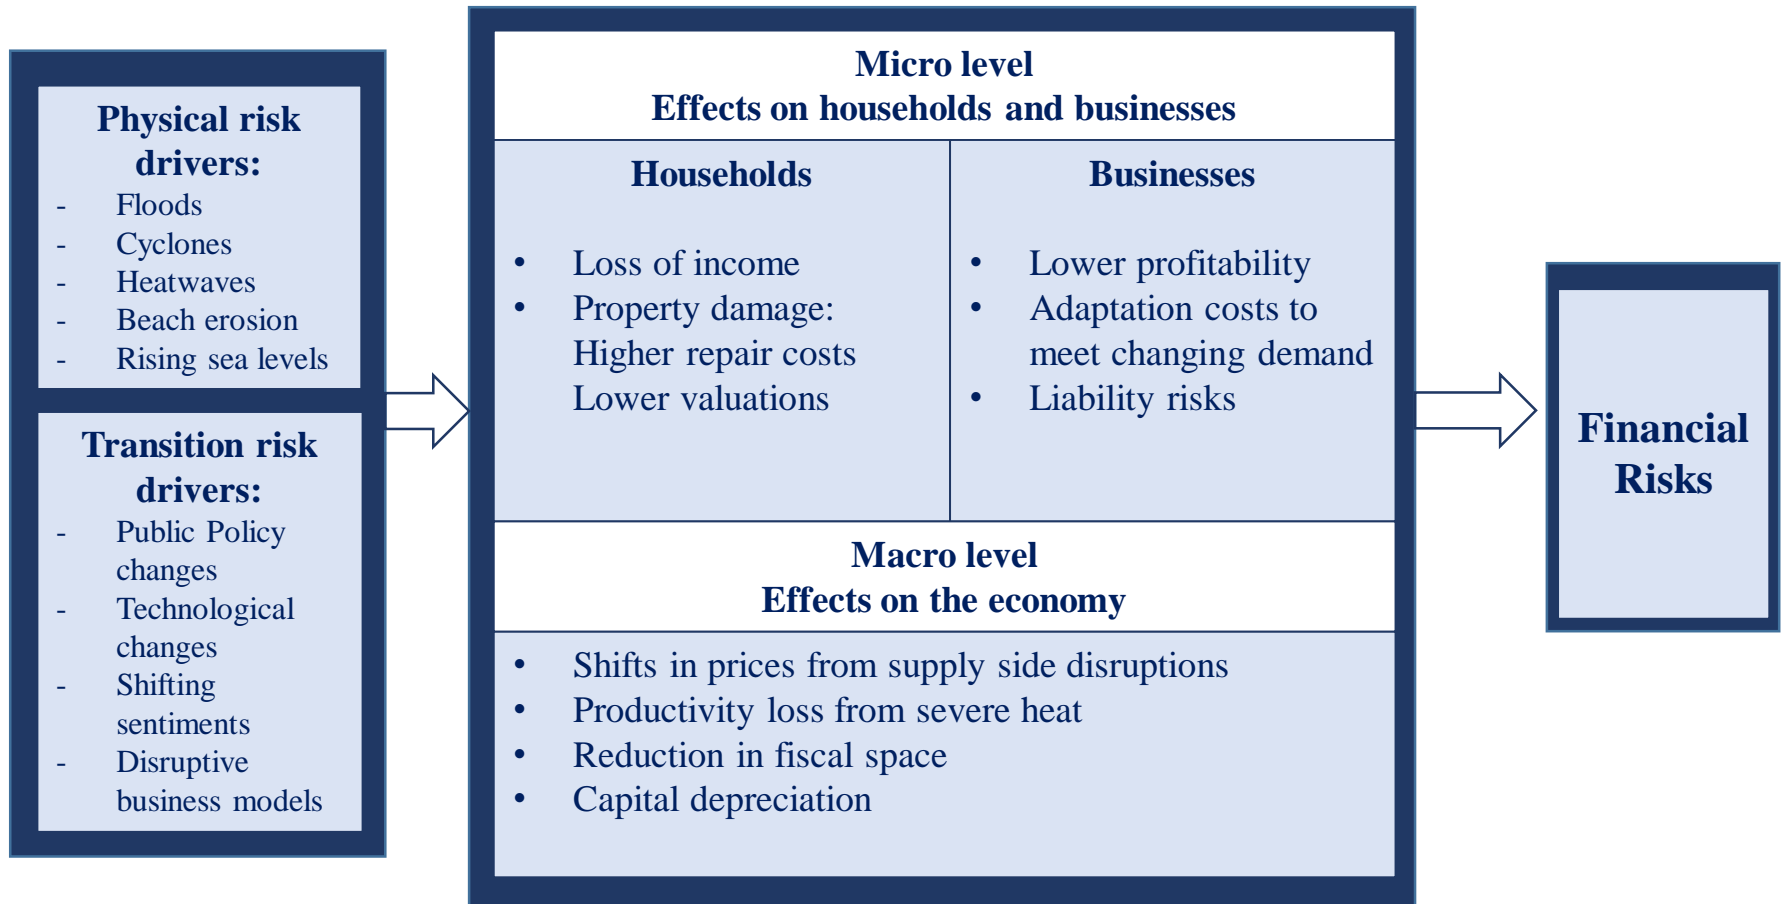 Physical risk
drivers:
- Floods
- Cyclones
- Heatwaves
- Beach erosion
- Rising sea levels
Transition risk
drivers:
- Public Policy
changes
- Technological
changes
- Shifting
sentiments
- Disruptive
business models
Micro level
Effects on households and businesses
Households
• Loss of income
• Property damage:
Higher repair costs
Lower valuations
Businesses
• Lower profitability
• Adaptation costs to
meet changing demand
• Liability risks
Macro level
Effects on the economy
• Shifts in prices from supply side disruptions
• Productivity loss from severe heat
• Reduction in fiscal space
• Capital depreciation
Financial
Risks